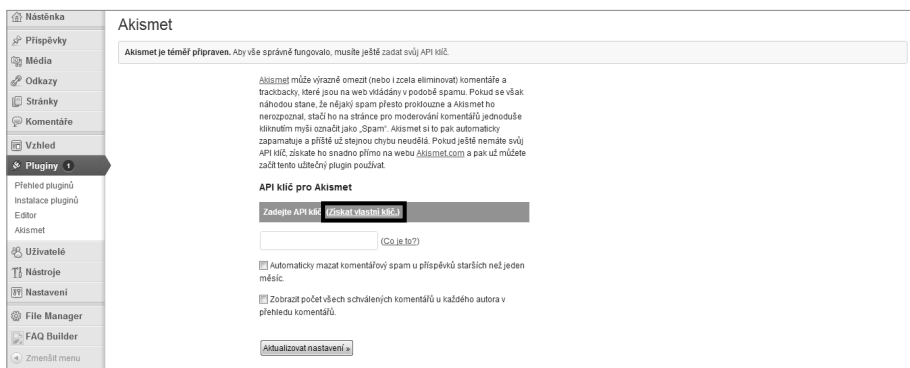 Nástěnka
Příspěvky
Média
Odkazy
Stránky
Komentáře
Vzhled
Pluginy 1
Přehled pluginů
Instalace pluginů
Editor
Akismet
Uživatelé
Nástroje
Nastavení
File Manager
FAQ Builder
Zmenšit menu
Akismet
Akismet je téměř připraven. Aby vše správně fungovalo, musíte ještě zadat svůj API klíč.
Akismet může výrazně omezit (nebo i zcela eliminovat) komentáře a
trackbacky, které jsou na web vkládány v podobě spamu. Pokud se však
náhodou stane, že nějaký spam přesto proklouzne a Akismet ho
nerozpoznal, stačí ho na stránce pro moderování komentářů jednoduše
kliknutím myši označit jako „Spam“. Akismet si to pak automaticky
zapamatuje a příště už stejnou chybu neudělá. Pokud ještě nemáte svůj
API klíč, získate ho snadno přímo na webu Akismet.com a pak už můžete
začít tento užitečný plugin používat.
API klíč pro Akismet
Zadejte API klíč (Získat vlastní klíč.)
(Co je to?)
Automaticky mazat komentářový spam u příspěvků starších než jeden
měsíc.
Zobrazit počet všech schválených komentářů u každého autora v
přehledu komentářů.
Aktualizovat nastavení »